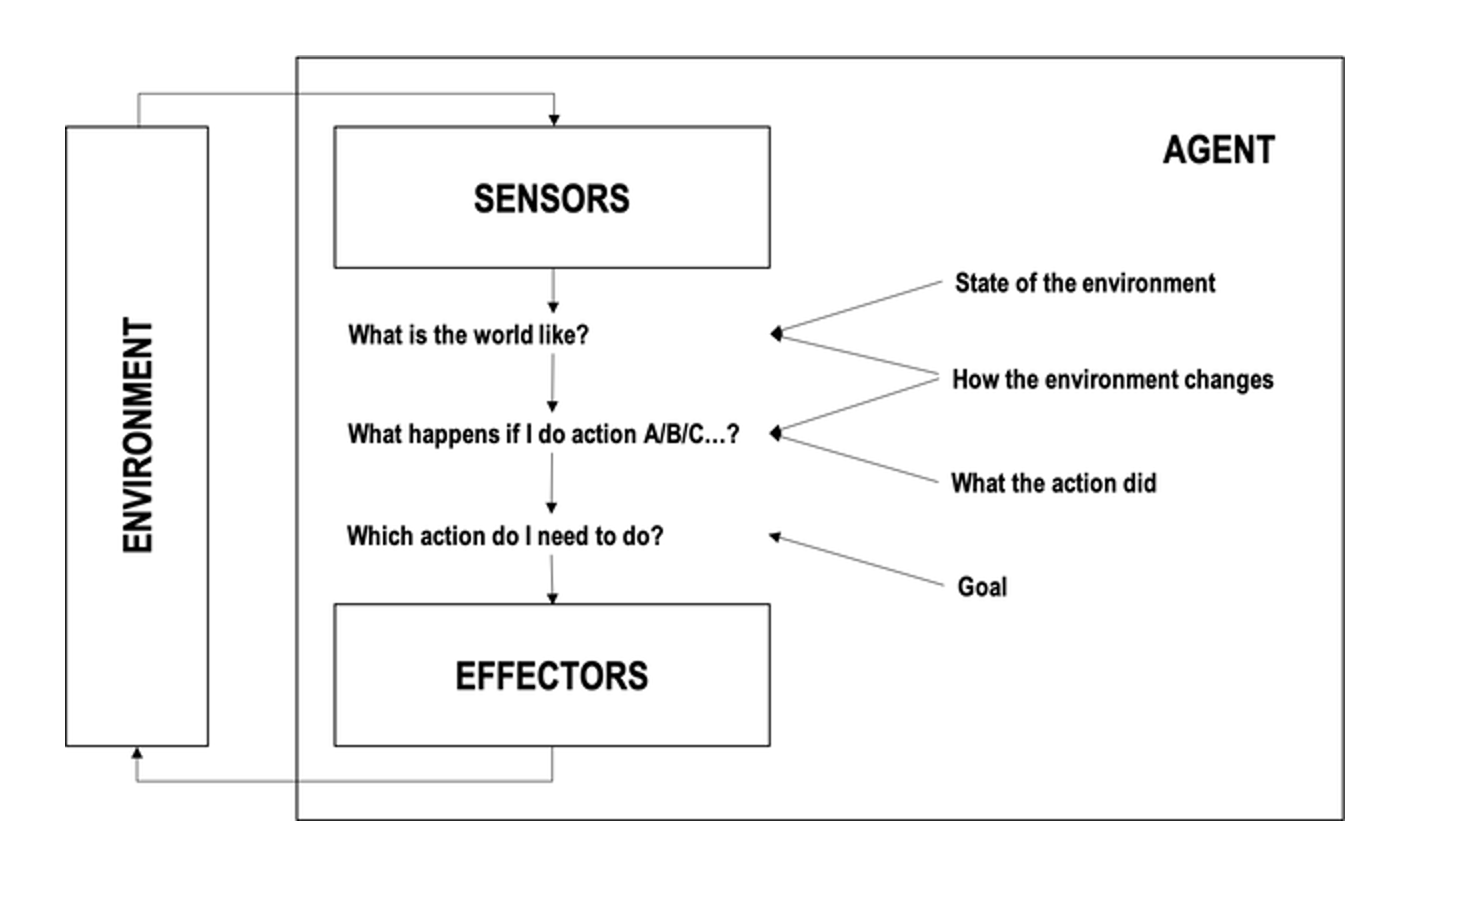 AGENT
SENSORS
State of the environment
What is the world like?
How the environment changes
What happens if I do action A/B/C...?
What the action did
Which action do I need to do?
Goal
EFFECTORS
ENVIRONMENT